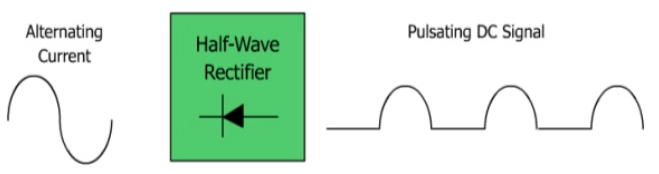 Alternating
Current
Half-Wave
Rectifier
Pulsating DC Signal